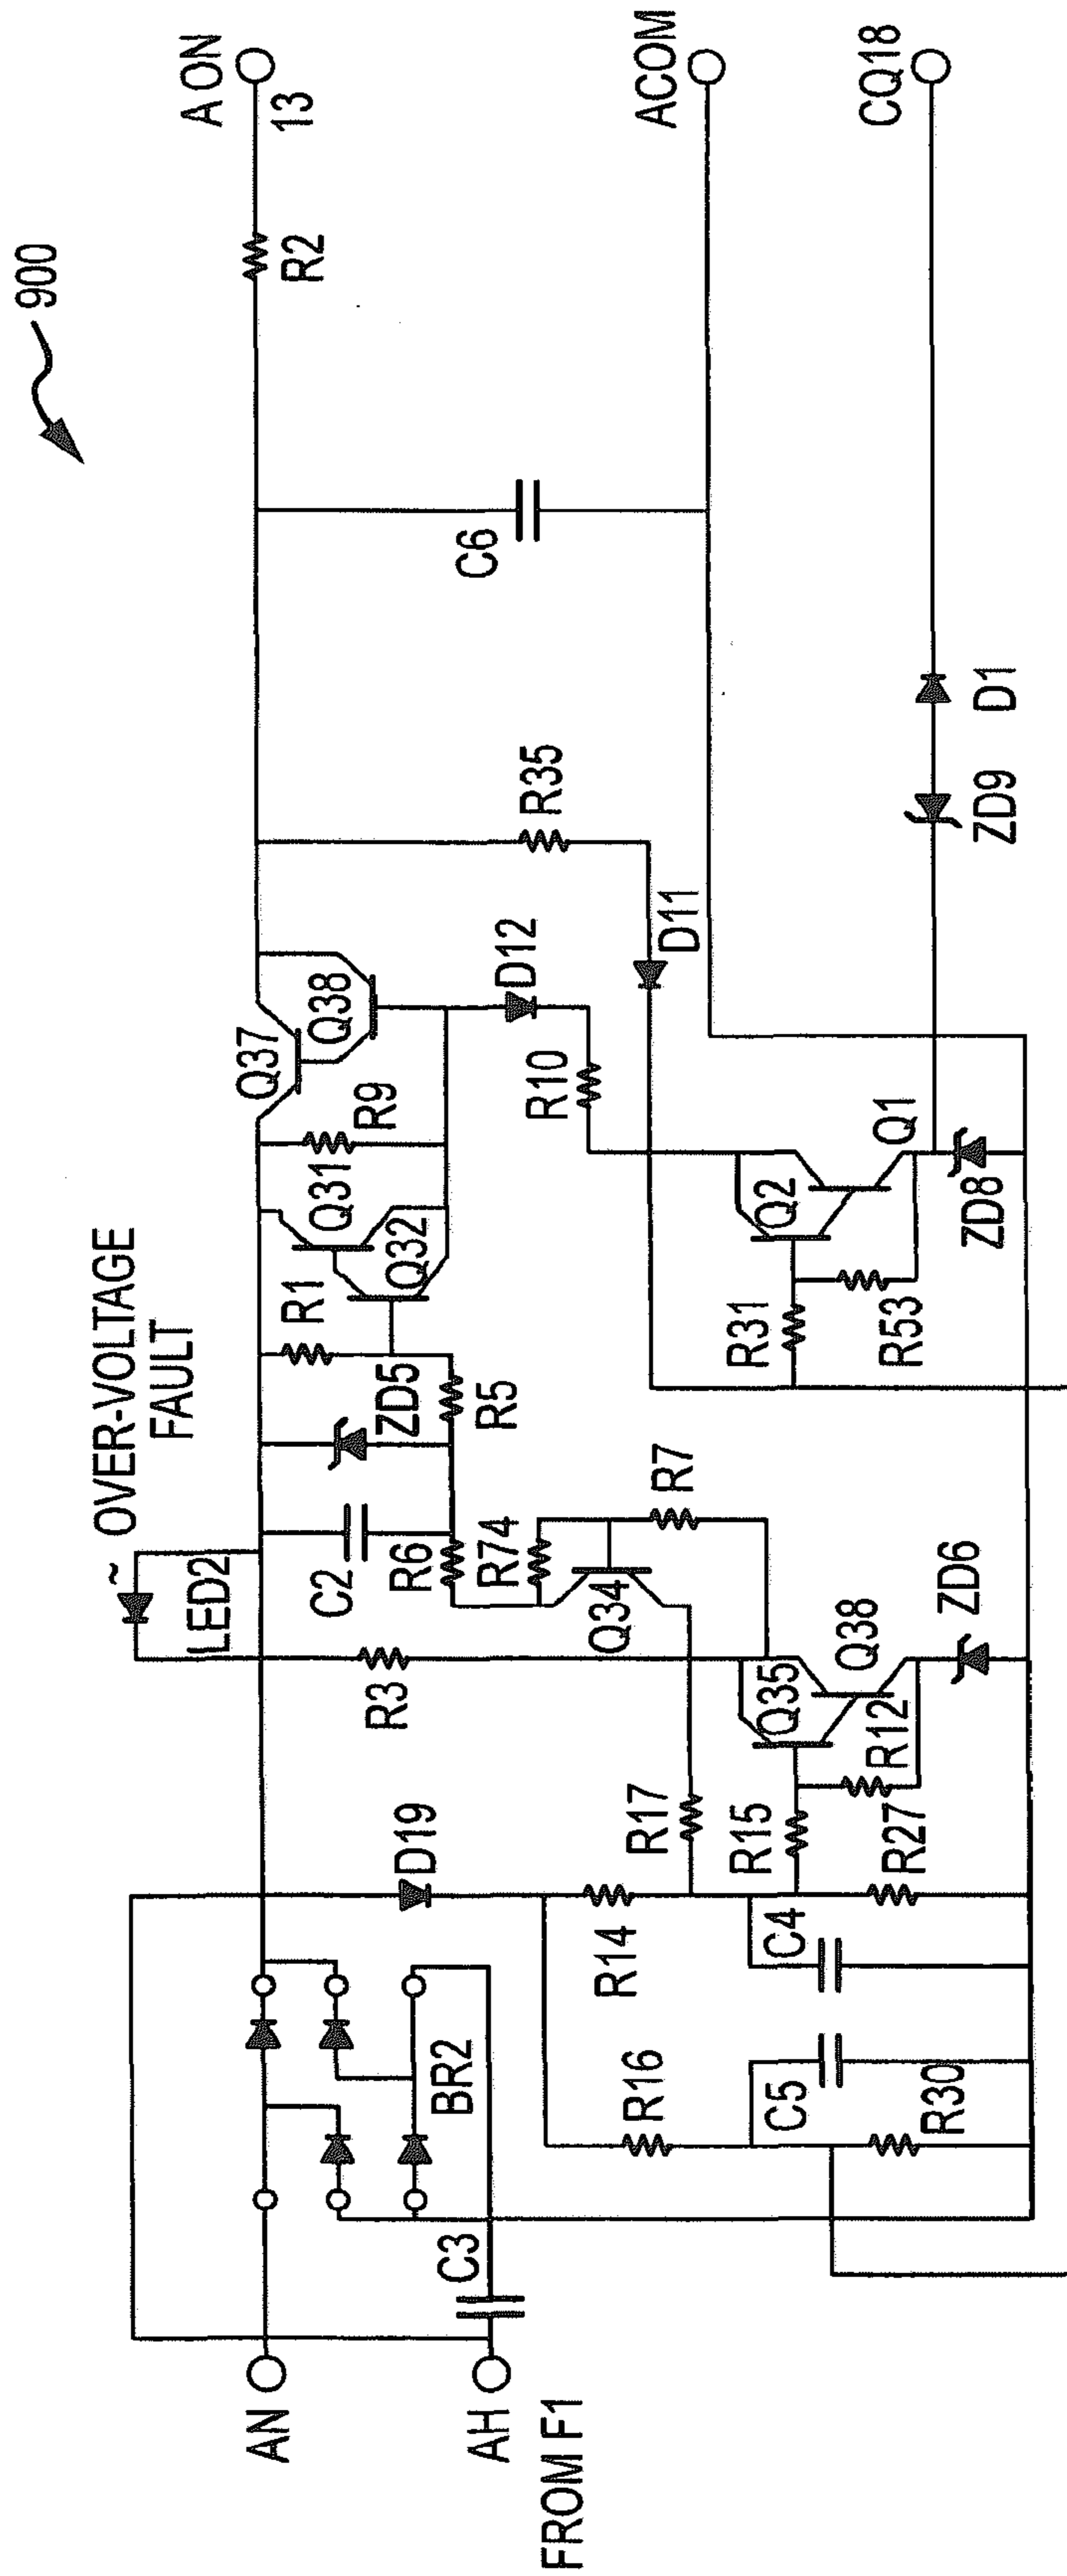 900
A ON
13
R2
ACOM
CQ18
C6
R35
D11
ZD9
D1
D12
Q37
Q38
R9
R10
Q31
Q32
R1
ZD5
R5
Q2
Q1
ZD8
R31
R53
OVER-VOLTAGE
FAULT
~
LED2
C2
R6
R74
R7
Q34
R3
Q35
Q38
ZD6
R12
R17
R15
R27
D19
R14
C4
R16
C5
R30
BR2
C3
AN
AH
FROM F1